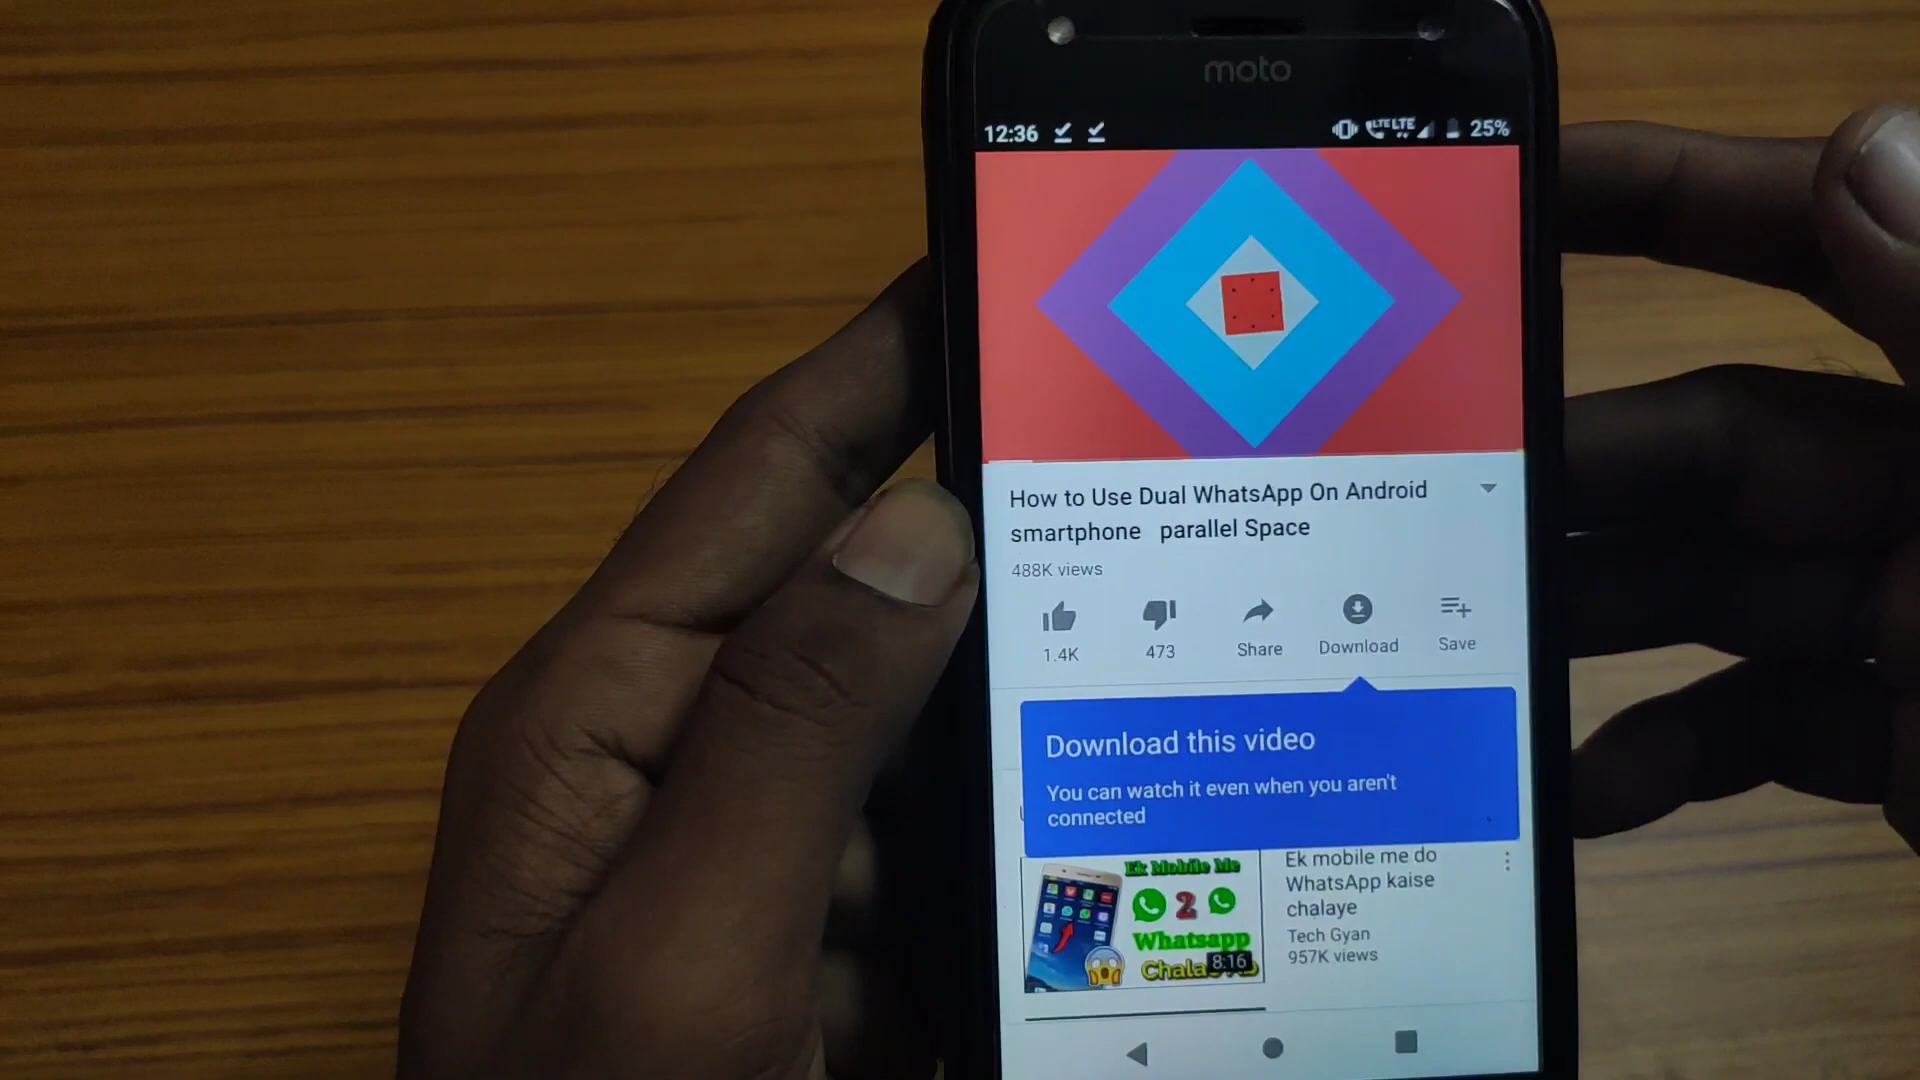 moto
12:36
LTE LTE 25%
How to Use Dual WhatsApp On Android
smartphone parallel Space
488K views
1.4K
473
Share
Download
Save
Download this video
You can watch it even when you aren't
connected
Ek Mobile Me
2
Whatsapp
8:16
Ek mobile me do
WhatsApp kaise
chalaye
Tech Gyan
957K views